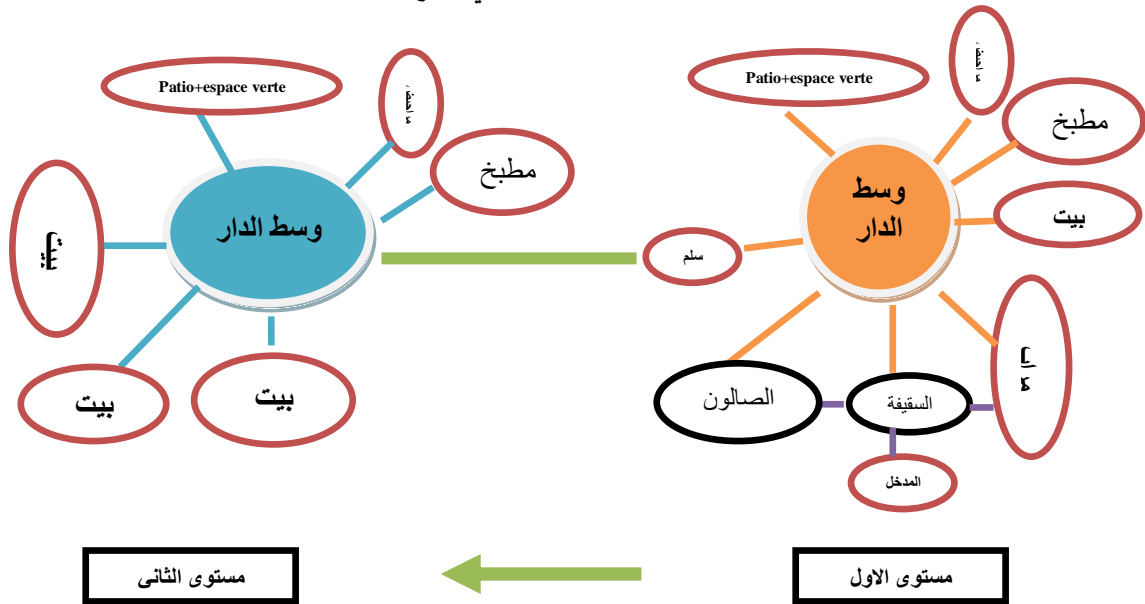 Patio+espace verte
مطبخ
وسط
الدار
بيت
سلم
الصالون
السقيفة
المدخل
مستوى الاول
Patio+espace verte
مطبخ
وسط الدار
بيت
بيت
بيت
مستوى الثانى